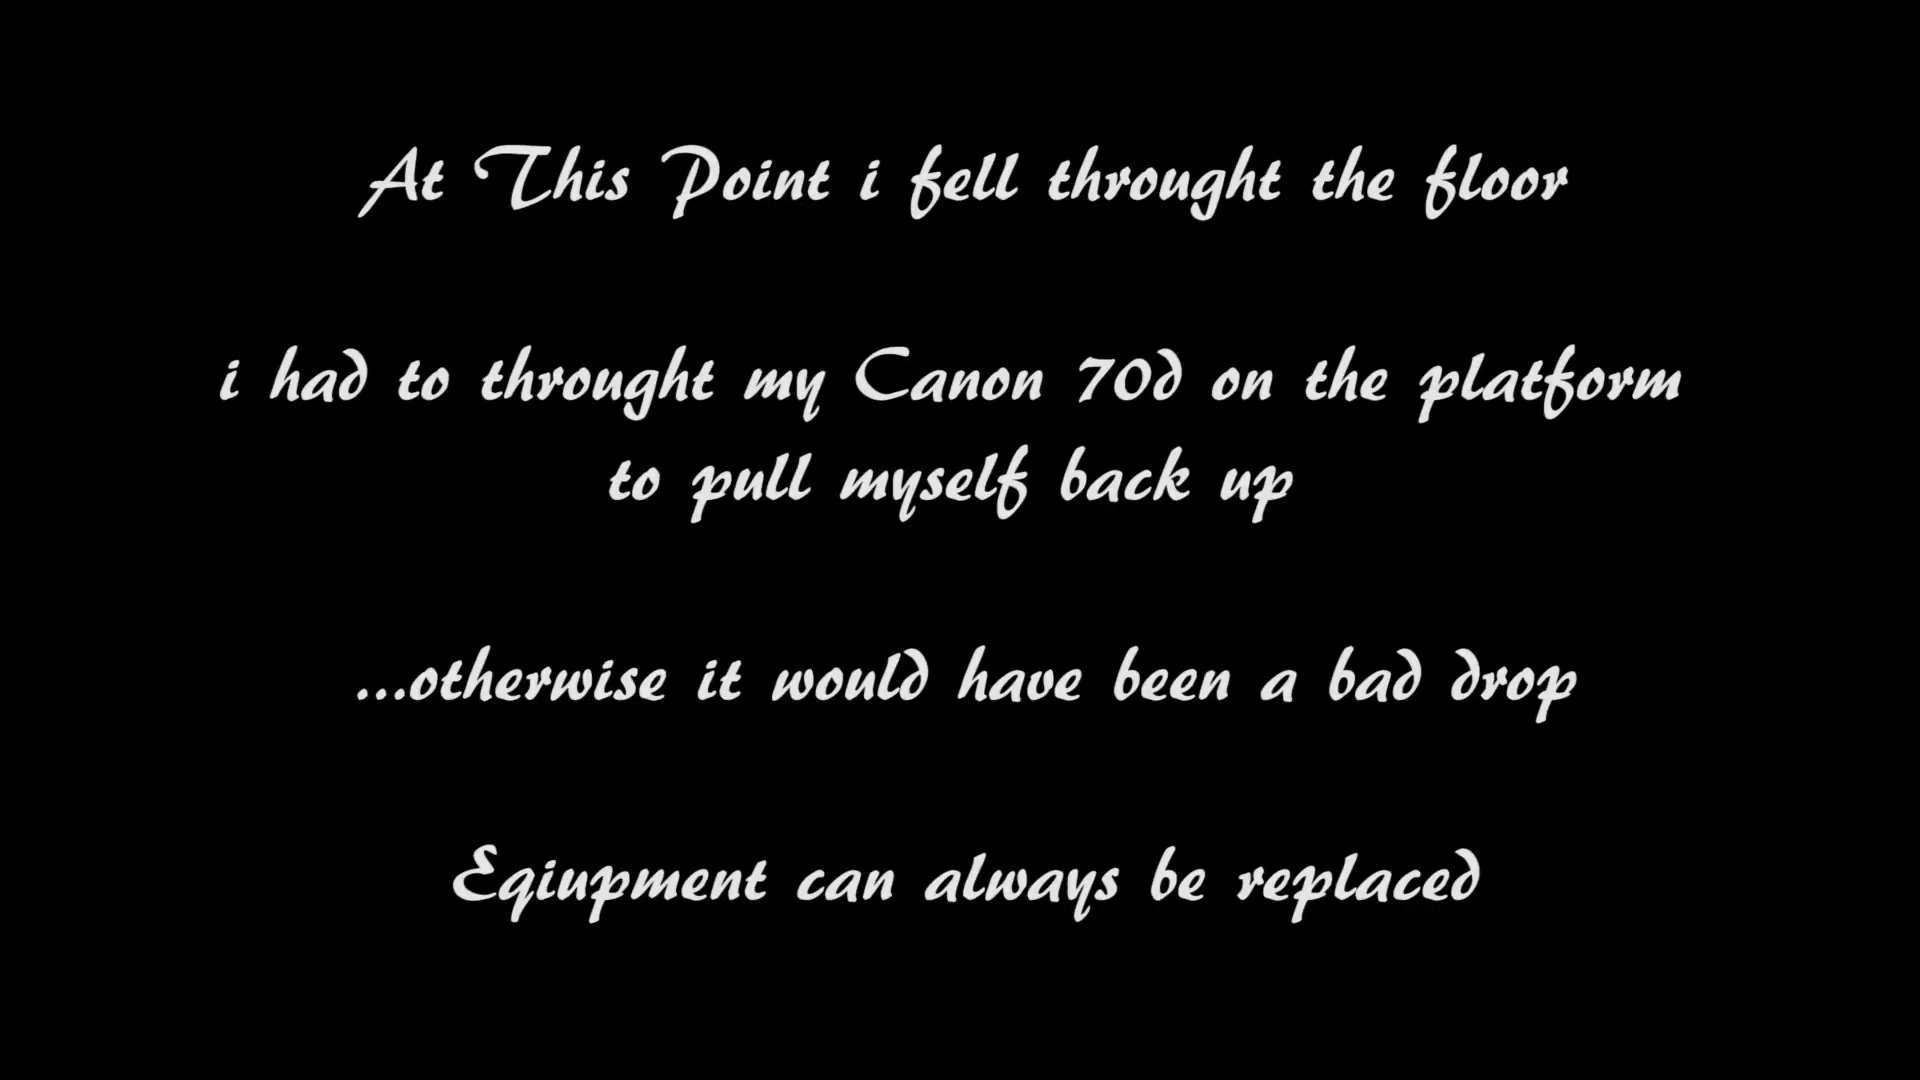 At This Point i fell throught the floor
i had to throught my Canon 70d on the platform
to pull myself back up
...otherwise it would have been a bad drop
Eqiupment can always be replaced